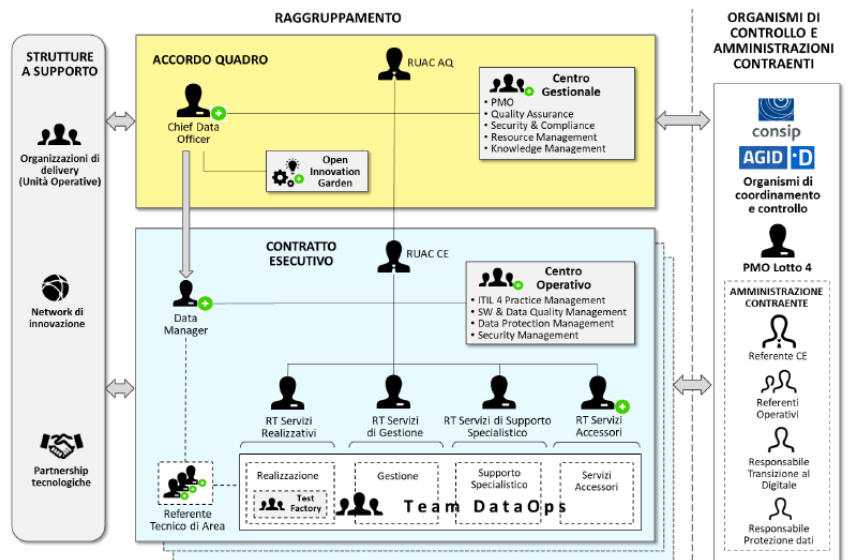 RAGGRUPPAMENTO
ORGANISMI DI
CONTROLLO E
AMMINISTRAZIONI
CONTRAENTI
STRUTTURE
A SUPPORTO
Organizzazioni di
delivery
(Unità Operative)
Network di
innovazione
Partnership
tecnologiche
ACCORDO QUADRO
RUAC AQ
Chief Data
Officer
Centro
Gestionale
• PMO
• Quality Assurance
• Security & Compliance
• Resource Management
• Knowledge Management
Open
Innovation
Garden
CONTRATTO
ESECUTIVO
RUAC CE
Data
Manager
Centro
Operativo
• ITIL 4 Practice Management
• SW & Data Quality Management
• Data Protection Management
• Security Management
RT Servizi
Realizzativi
RT Servizi
di Gestione
RT Servizi di Supporto
Specialistico
RT Servizi
Accessori
Referente
Tecnico di Area
Realizzazione
Test
Factory
Gestione
Supporto
Specialistico
Servizi
Accessori
Team DataOps
consip
AGID
D
Organismi di
coordinamento
e controllo
PMO Lotto 4
AMMINISTRAZIONE
CONTRAENTE
Referente CE
Referenti
Operativi
Responsabile
Transizione al
Digitale
Responsabile
Protezione dati